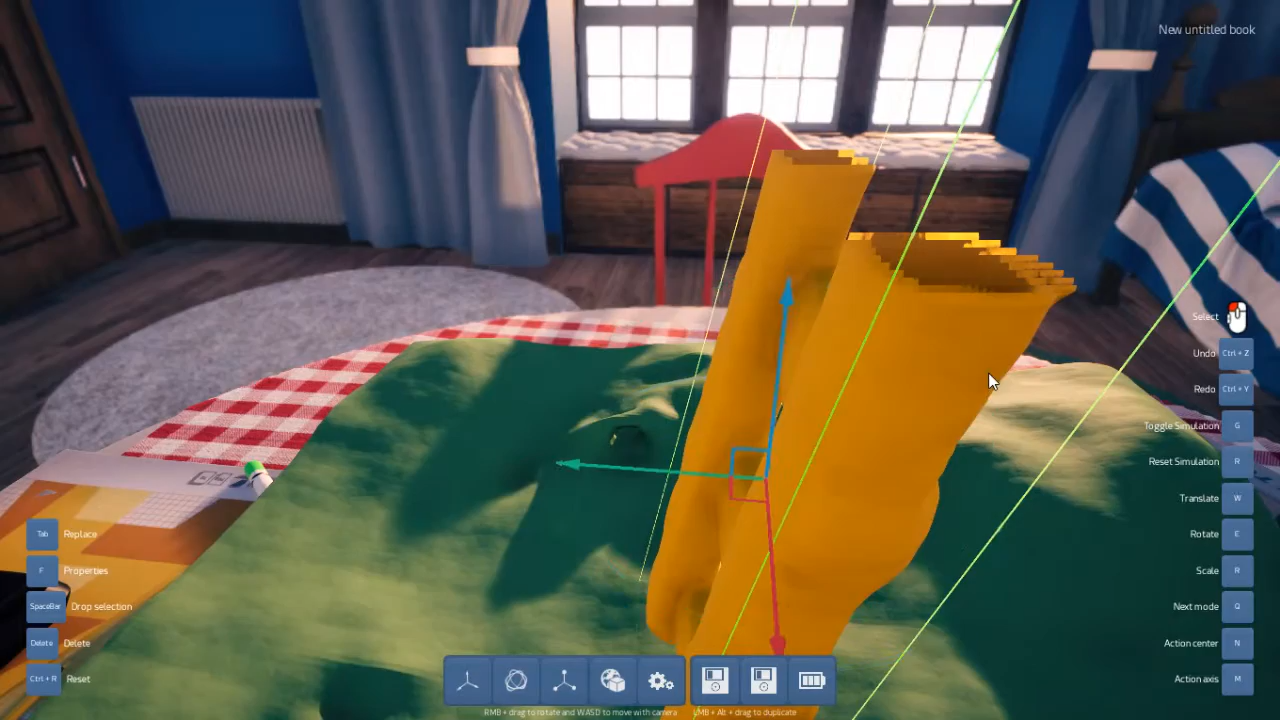 New untitled book
Select
Undo Ctrl + Z
Redo Ctrl + Y
Toggle Simulation G
Reset Simulation R
Translate W
Rotate E
Scale R
Next mode Q
Action center N
Action axis M
Tab Replace
F Properties
SpaceBar Drop selection
Delete Delete
Ctrl + R Reset
RMB + drag to rotate and WASD to move with camera
LMB + Alt + drag to duplicate